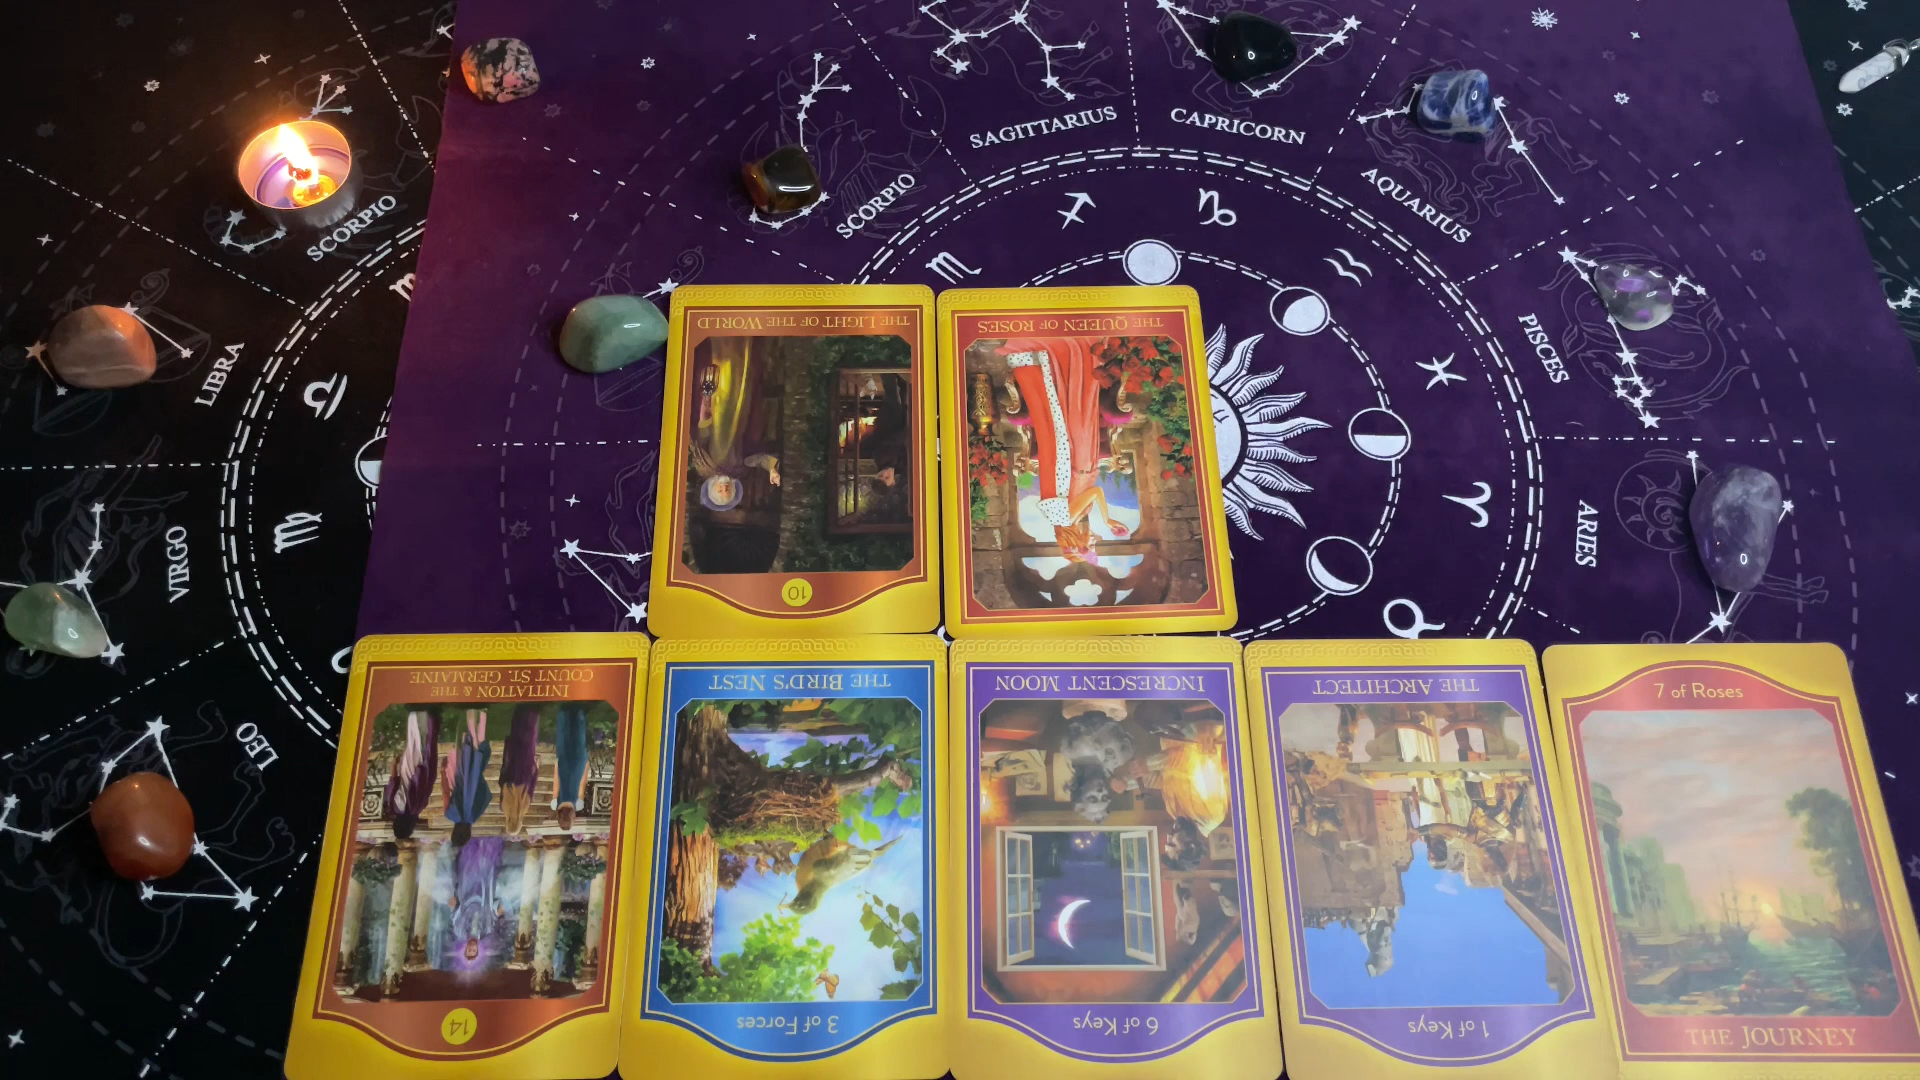 SAGITTARIUS
CAPRICORN
SCORPIO
SCORPIO
AQUARIUS
LIBRA
PISCES
VIRGO
ARIES
LEO
THE LIGHT OF THE WORLD
10
THE QUEEN OF ROSES
INITIATION & THE
COUNT ST. GERMAINE
14
THE BIRD'S NEST
3 of Forces
INCRESCENT MOON
6 of Keys
THE ARCHITECT
1 of Keys
7 of Roses
THE JOURNEY